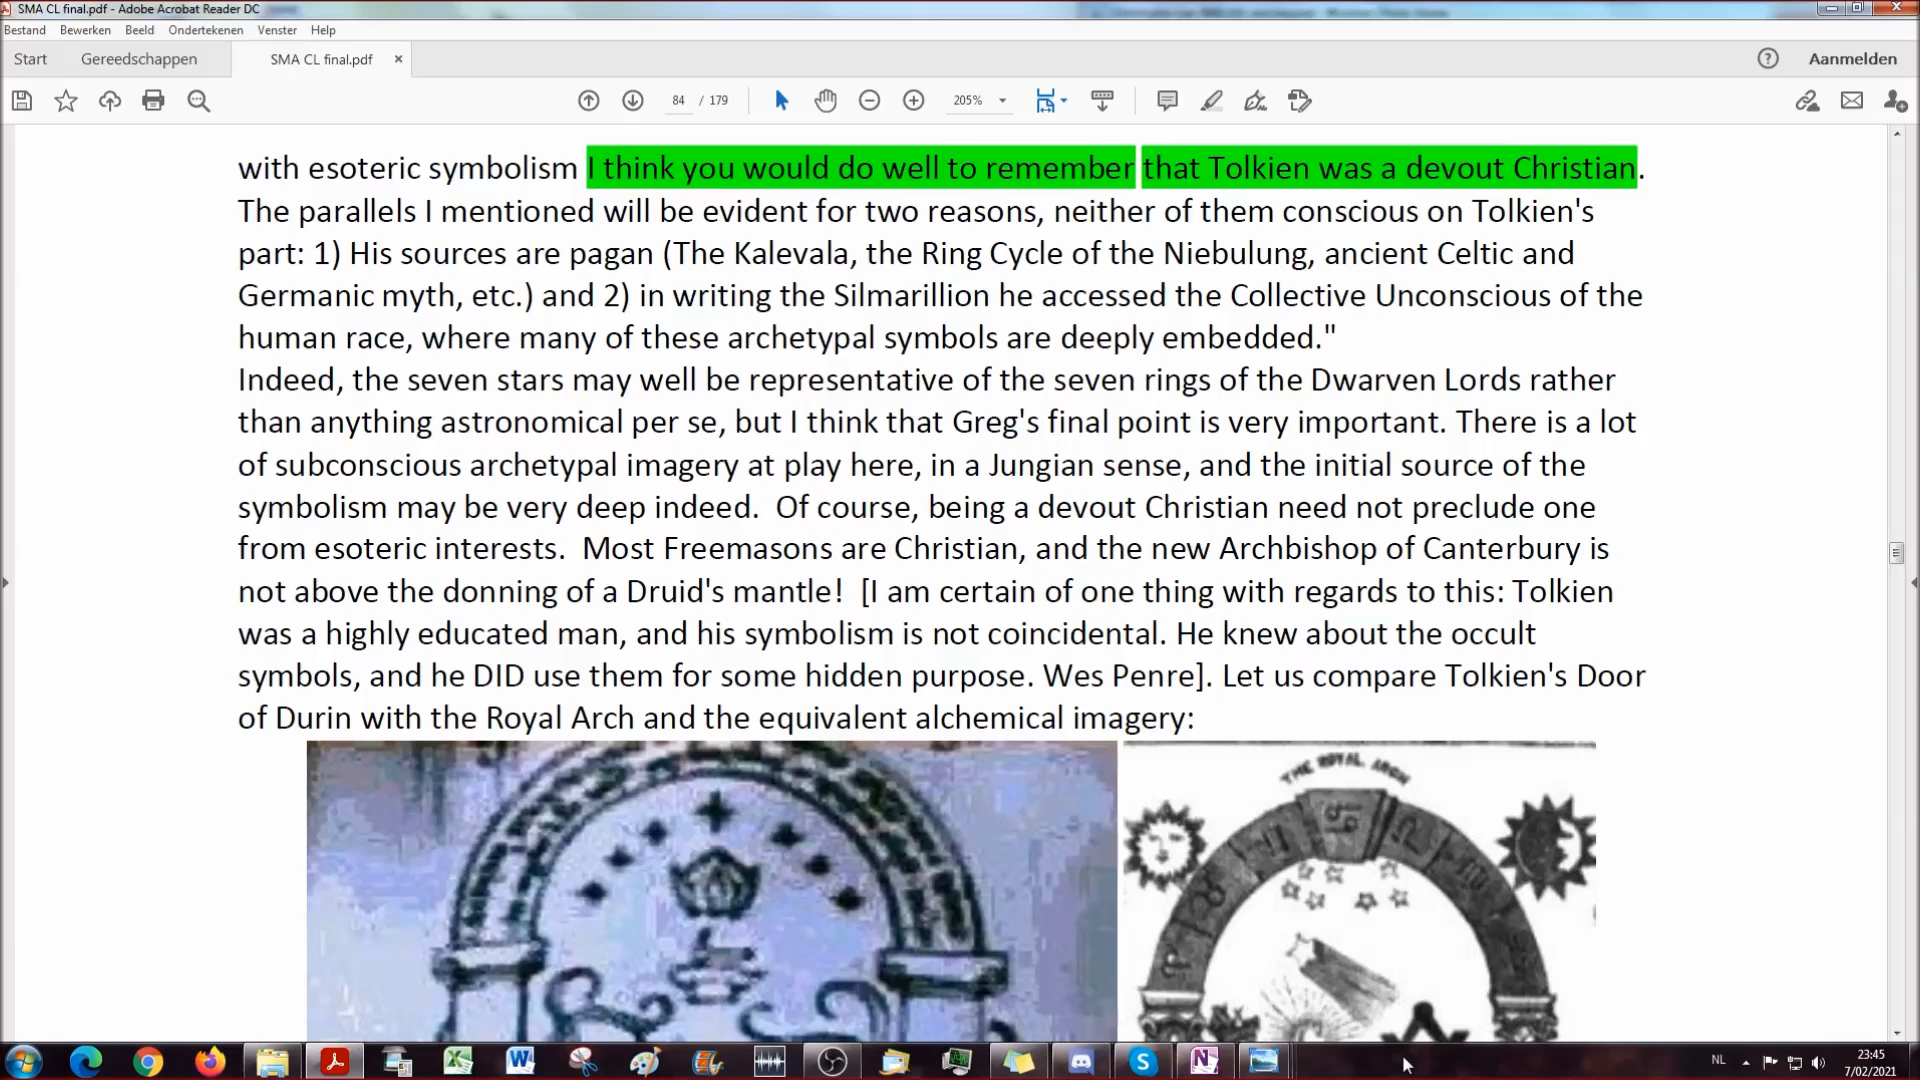 SMA CL final.pdf - Adobe Acrobat Reader DC
Bestand Bewerken Beeld Ondertekenen Venster Help
Start Gereedschappen SMA CL final.pdf × Aanmelden
84 / 179 205%
with esoteric symbolism I think you would do well to remember that Tolkien was a devout Christian.
The parallels I mentioned will be evident for two reasons, neither of them conscious on Tolkien's
part: 1) His sources are pagan (The Kalevala, the Ring Cycle of the Niebulung, ancient Celtic and
Germanic myth, etc.) and 2) in writing the Silmarillion he accessed the Collective Unconscious of the
human race, where many of these archetypal symbols are deeply embedded."
Indeed, the seven stars may well be representative of the seven rings of the Dwarven Lords rather
than anything astronomical per se, but I think that Greg's final point is very important. There is a lot
of subconscious archetypal imagery at play here, in a Jungian sense, and the initial source of the
symbolism may be very deep indeed. Of course, being a devout Christian need not preclude one
from esoteric interests. Most Freemasons are Christian, and the new Archbishop of Canterbury is
not above the donning of a Druid's mantle! [I am certain of one thing with regards to this: Tolkien
was a highly educated man, and his symbolism is not coincidental. He knew about the occult
symbols, and he DID use them for some hidden purpose. Wes Penre]. Let us compare Tolkien's Door
of Durin with the Royal Arch and the equivalent alchemical imagery:
THE ROYAL ARCH
NL
23:45
7/02/2021